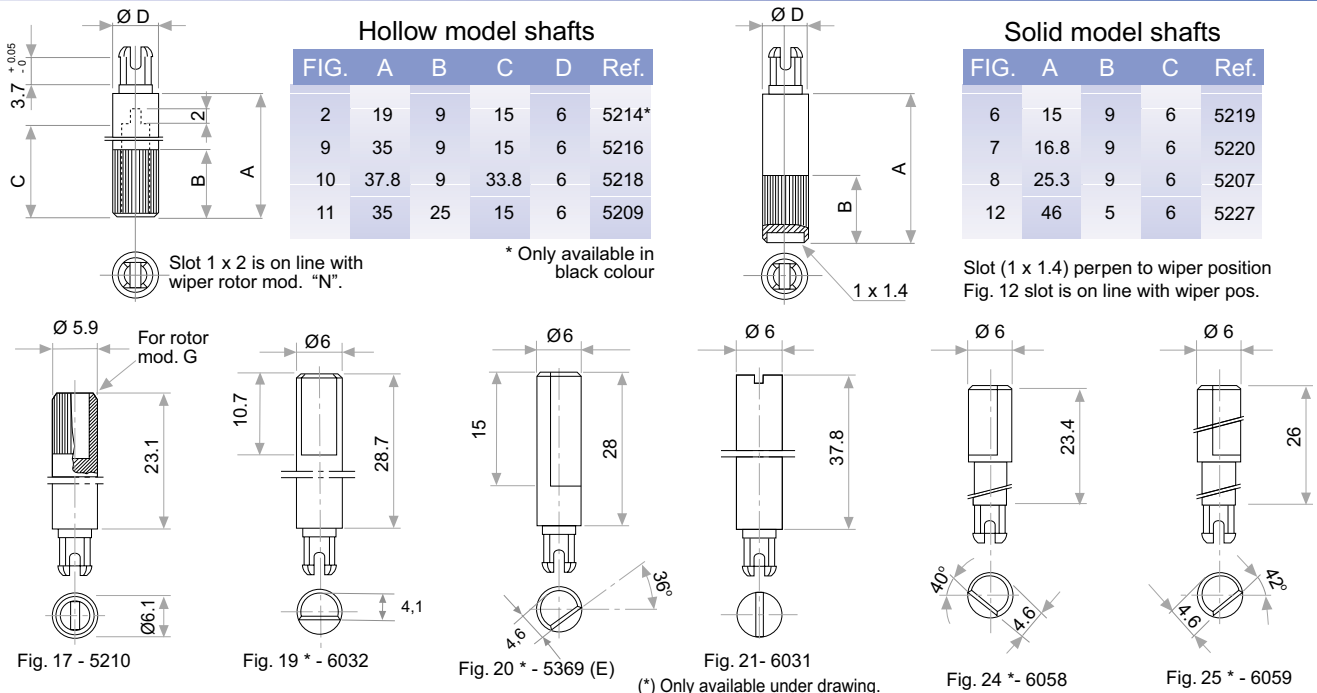 Hollow model shafts
FIG. A B C D Ref.
2 19 9 15 6 5214*
9 35 9 15 6 5216
10 37.8 9 33.8 6 5218
11 35 25 15 6 5209
* Only available in
black colour
Ø D
3.7 + 0.05
- 0
2
C
B
A
Slot 1 x 2 is on line with
wiper rotor mod. “N”.
Solid model shafts
FIG. A B C Ref.
6 15 9 6 5219
7 16.8 9 6 5220
8 25.3 9 6 5207
12 46 5 6 5227
Slot (1 x 1.4) perpen to wiper position
Fig. 12 slot is on line with wiper pos.
Ø D
A
B
1 x 1.4
Ø 5.9
For rotor
mod. G
23.1
Ø6.1
Fig. 17 - 5210
Ø6
10.7
28.7
4,1
Fig. 19 * - 6032
Ø6
15
28
36º
4,6
Fig. 20 * - 5369 (E)
Ø 6
37.8
Fig. 21- 6031
(*) Only available under drawing.
Ø 6
23.4
40º
4.6
Fig. 24 *- 6058
Ø 6
26
42º
4.6
Fig. 25 * - 6059